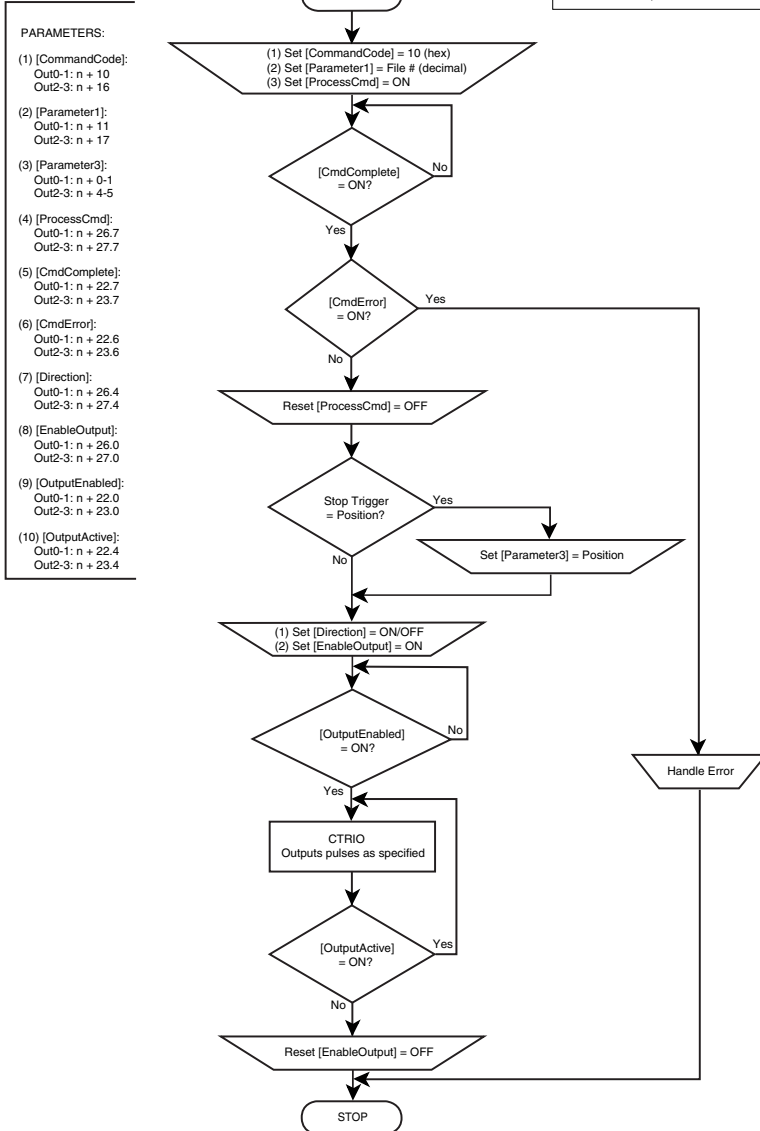 PARAMETERS:
(1) [CommandCode]:
Out0-1: n + 10
Out2-3: n + 16
(2) [Parameter1]:
Out0-1: n + 11
Out2-3: n + 17
(3) [Parameter3]:
Out0-1: n + 0-1
Out2-3: n + 4-5
(4) [ProcessCmd]:
Out0-1: n + 26.7
Out2-3: n + 27.7
(5) [CmdComplete]:
Out0-1: n + 22.7
Out2-3: n + 23.7
(6) [CmdError]:
Out0-1: n + 22.6
Out2-3: n + 23.6
(7) [Direction]:
Out0-1: n + 26.4
Out2-3: n + 27.4
(8) [EnableOutput]:
Out0-1: n + 26.0
Out2-3: n + 27.0
(9) [OutputEnabled]:
Out0-1: n + 22.0
Out2-3: n + 23.0
(10) [OutputActive]:
Out0-1: n + 22.4
Out2-3: n + 23.4
(1) Set [CommandCode] = 10 (hex)
(2) Set [Parameter1] = File # (decimal)
(3) Set [ProcessCmd] = ON
[CmdComplete]
= ON?
No
Yes
[CmdError]
= ON?
Yes
No
Reset [ProcessCmd] = OFF
Stop Trigger
= Position?
Yes
No
Set [Parameter3] = Position
(1) Set [Direction] = ON/OFF
(2) Set [EnableOutput] = ON
[OutputEnabled]
= ON?
No
Yes
Handle Error
CTRIO
Outputs pulses as specified
[OutputActive]
= ON?
Yes
No
Reset [EnableOutput] = OFF
STOP